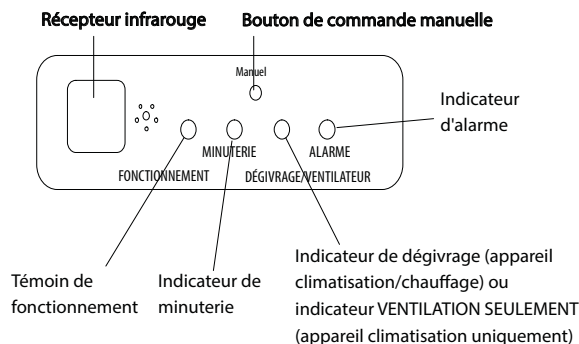 Récepteur infrarouge
Bouton de commande manuelle
Manuel
Indicateur
d'alarme
MINUTERIE
ALARME
FONCTIONNEMENT
DÉGIVRAGE/VENTILATEUR
Témoin de
fonctionnement
Indicateur de
minuterie
Indicateur de dégivrage (appareil
climatisation/chauffage) ou
indicateur VENTILATION SEULEMENT
(appareil climatisation uniquement)